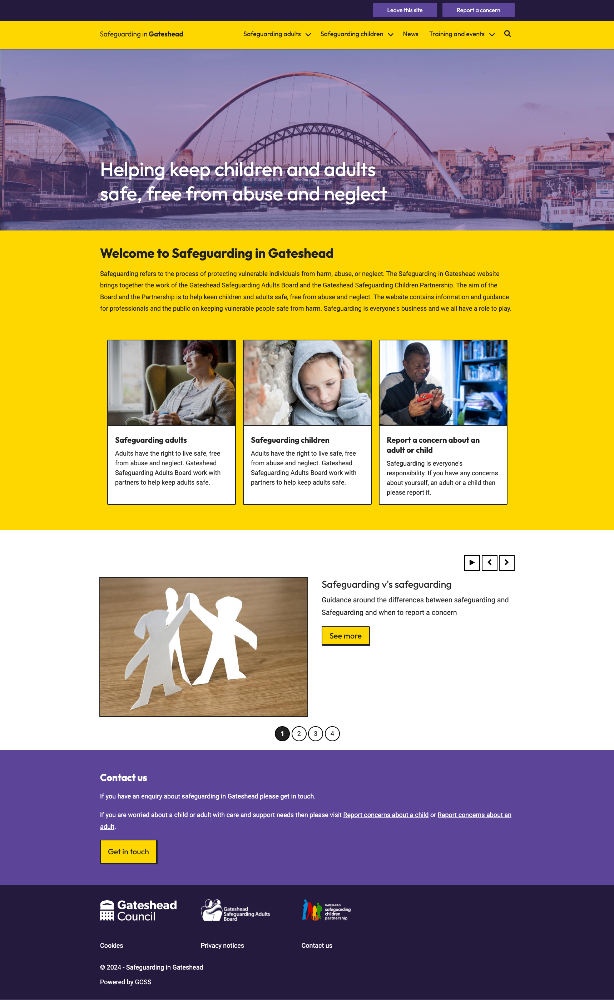 Leave this site
Report a concern
Safeguarding in Gateshead
Safeguarding adults
Safeguarding children
News
Training and events
Helping keep children and adults
safe, free from abuse and neglect
Welcome to Safeguarding in Gateshead
Safeguarding refers to the process of protecting vulnerable individuals from harm, abuse, or neglect. The Safeguarding in Gateshead website
brings together the work of the Gateshead Safeguarding Adults Board and the Gateshead Safeguarding Children Partnership. The aim of the
Board and the Partnership is to help keen children and adults safe, free from abuse and neglect. The website contains information and guidance
for professionals and the public on keeping vulnerable people safe from harm. Safeguarding is everyone's business and we all have a role to play.
Safeguarding adults
Adults have the right to live safe, free
from abuse and neglect. Gateshead
Safeguarding Adults Board work with
partners to help keep adults safe.
Safeguarding children
Adults have the right to live safe, free
from abuse and neglect. Gateshead
Safeguarding Adults Board work with
partners to help keep adults safe.
Report a concern about an
adult or child
Safeguarding is everyone's
responsibility. If you have any concerns
about yourself, an adult or a child then
please report it.
Safeguarding v's safeguarding
Guidance around the differences between safeguarding and
Safeguarding and when to report a concern
See more
1 2 3 4
Contact us
If you have an enquiry about safeguarding in Gateshead please get in touch.
If you are worried about a child or adult with care and support needs then please visit Report concerns about a child or Report concerns about an
adult.
Get in touch
Gateshead
Council
Gateshead
Safeguarding Adults
Board
GATESHEAD
safeguarding
children
partnership
Cookies
Privacy notices
Contact us
© 2024 - Safeguarding in Gateshead
Powered by GOSS